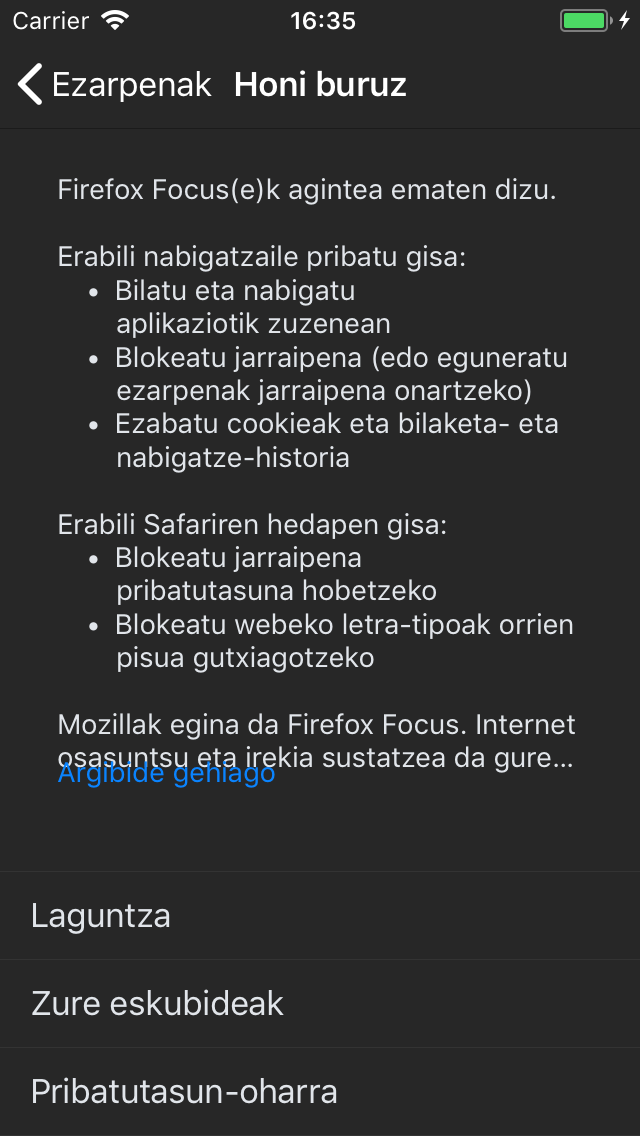 Carrier 16:35
Ezarpenak Honi buruz
Firefox Focus(e)k agintea ematen dizu.
Erabili nabigatzaile pribatu gisa:
• Bilatu eta nabigatu
aplikaziotik zuzenean
• Blokeatu jarraipena (edo eguneratu
ezarpenak jarraipena onartzeko)
• Ezabatu cookieak eta bilaketa- eta
nabigatze-historia
Erabili Safariren hedapen gisa:
• Blokeatu jarraipena
pribatutasuna hobetzeko
• Blokeatu webeko letra-tipoak orrien
pisua gutxiagotzeko
Mozillak egina da Firefox Focus. Internet
osasuntsu eta irekia sustatzea da gure...
Argibide gehiago
Laguntza
Zure eskubideak
Pribatutasun-oharra